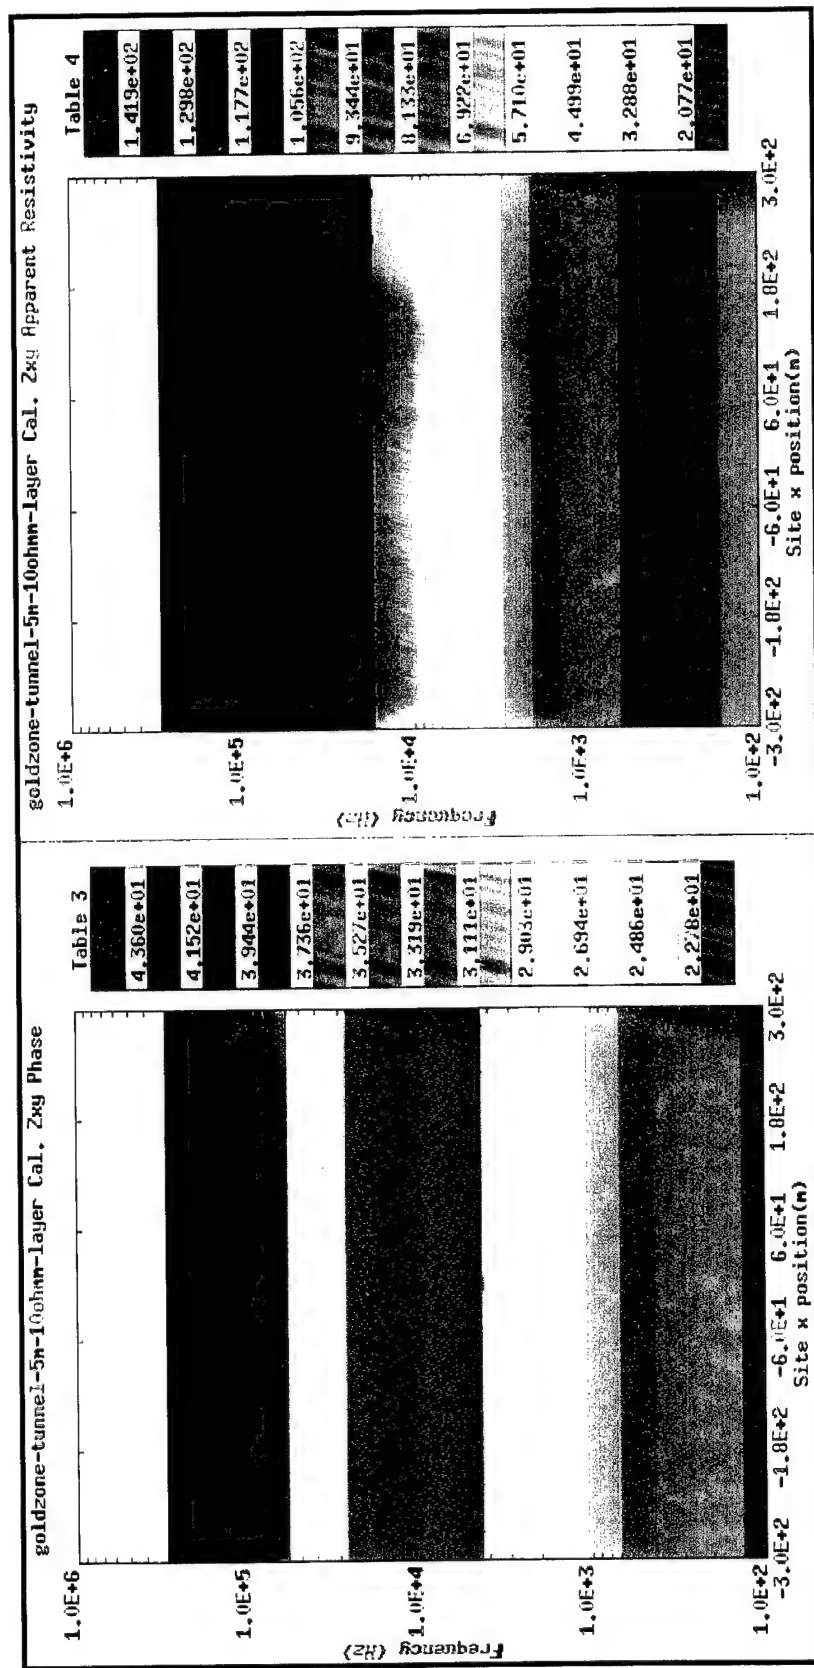 goldzone-tunnel-5m-10ohmm-layer Cal. Zxy Phase
1.0E+6
1.0E+5
1.0E+4
1.0E+3
1.0E+2
Frequency (Hz)
-3.0E+2 -1.8E+2 -6.0E+1 6.0E+1 1.8E+2 3.0E+2
Site x position(m)
Table 3
4.360e+01
4.152e+01
3.944e+01
3.736e+01
3.527e+01
3.319e+01
3.111e+01
2.903e+01
2.694e+01
2.486e+01
2.278e+01
goldzone-tunnel-5m-10ohmm-layer Cal. Zxy Apparent Resistivity
1.0E+6
1.0E+5
1.0E+4
1.0E+3
1.0E+2
Frequency (Hz)
-3.0E+2 -1.8E+2 -6.0E+1 6.0E+1 1.8E+2 3.0E+2
Site x position(m)
Table 4
1.419e+02
1.298e+02
1.177e+02
1.056e+02
9.344e+01
8.133e+01
6.922e+01
5.710e+01
4.499e+01
3.288e+01
2.077e+01